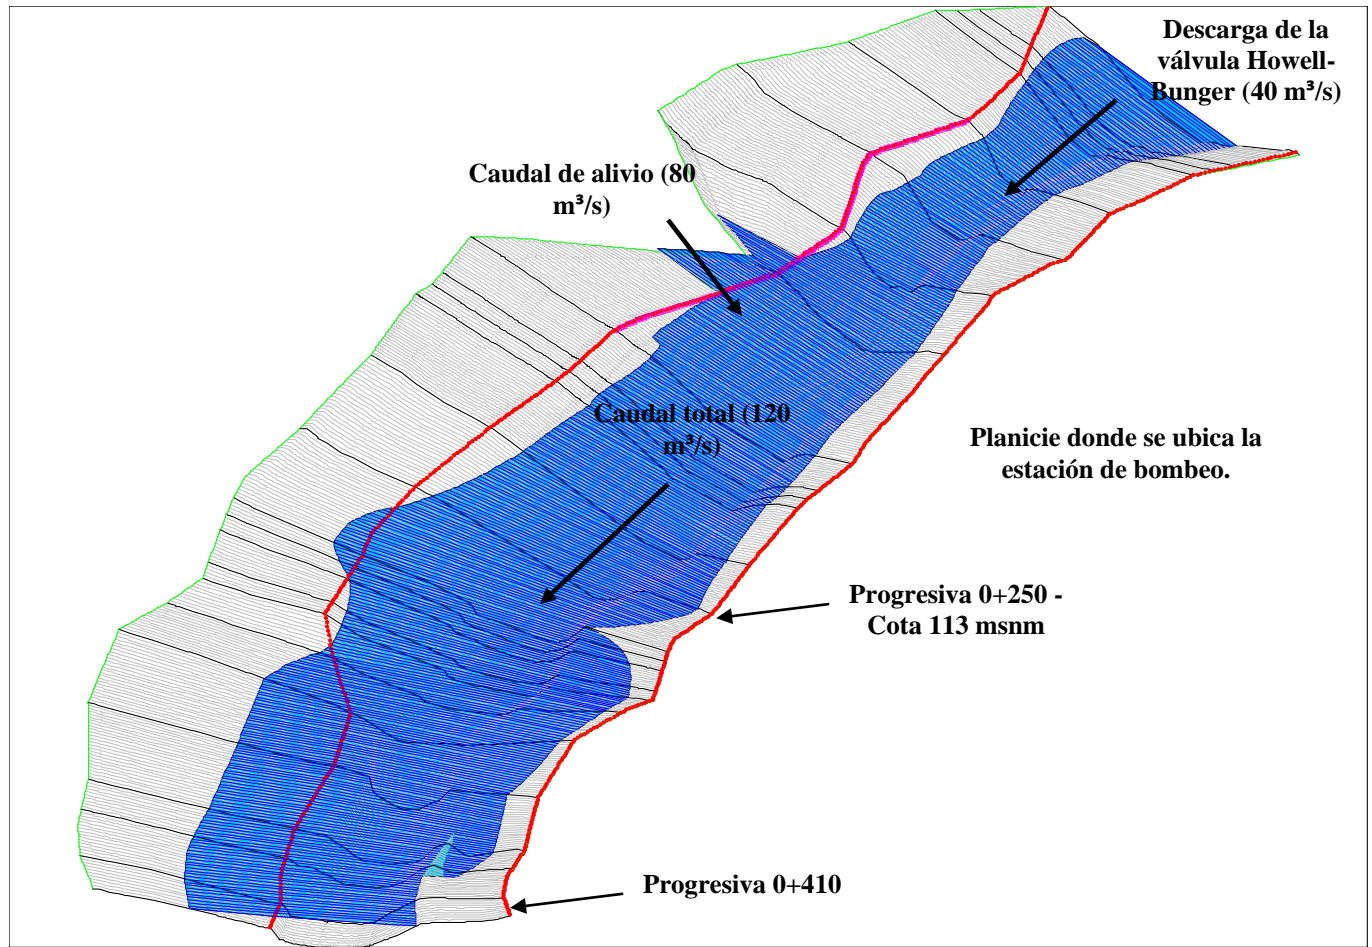 Descarga de la
válvula Howell-
Bunger (40 m³/s)
Caudal de alivio (80
m³/s)
Caudal total (120
m³/s)
Planicie donde se ubica la
estación de bombeo.
Progresiva 0+250 -
Cota 113 msnm
Progresiva 0+410